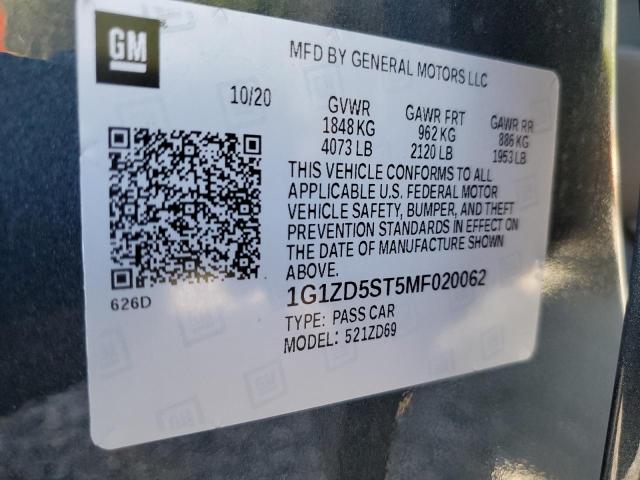 GM
MFD BY GENERAL MOTORS LLC
10/20
GVWR
1848 KG
4073 LB
GAWR FRT
962 KG
2120 LB
GAWR RR
886 KG
1953 LB
THIS VEHICLE CONFORMS TO ALL
APPLICABLE U.S. FEDERAL MOTOR
VEHICLE SAFETY, BUMPER, AND THEFT
PREVENTION STANDARDS IN EFFECT ON
THE DATE OF MANUFACTURE SHOWN
ABOVE.
626D
1G1ZD5ST5MF020062
TYPE: PASS CAR
MODEL: 521ZD69